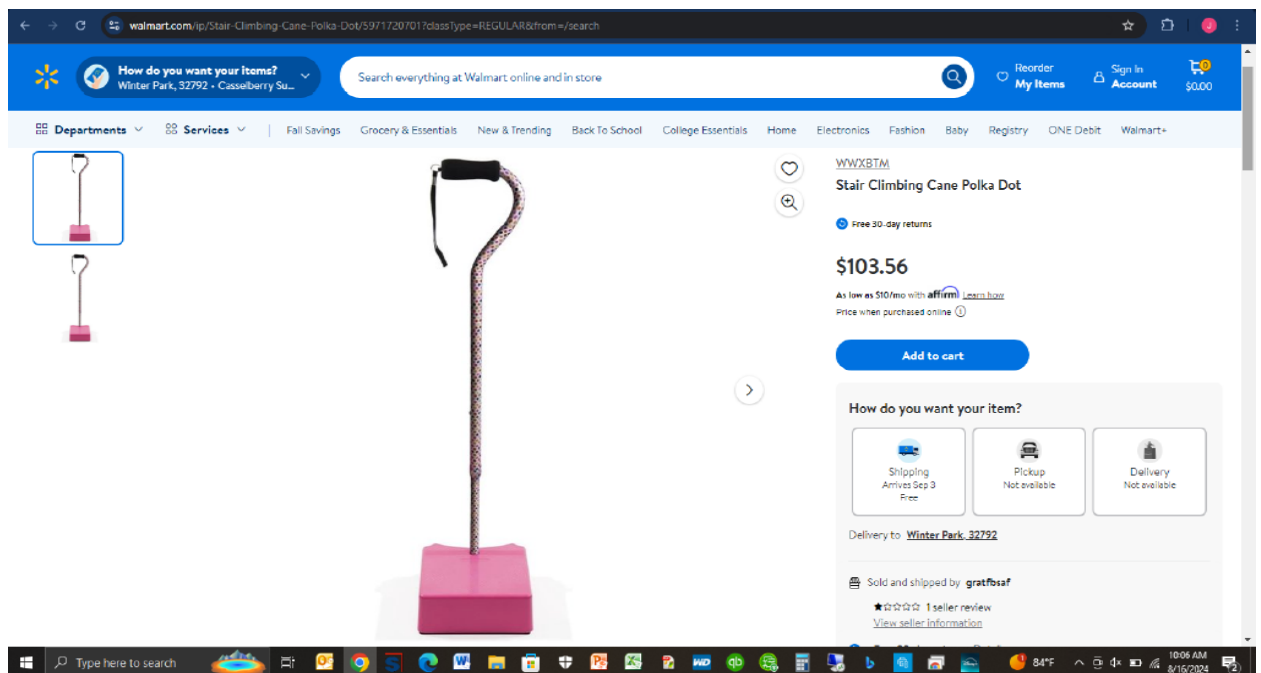 walmart.com/ip/Stair-Climbing-Cane-Polka-Dot/5971720701?classType=REGULAR&from=/search
How do you want your items?
Winter Park, 32792 • Casselberry Su...
Search everything at Walmart online and in store
Reorder
My Items
Sign In
Account
0
$0.00
Departments
Services
Fall Savings
Grocery & Essentials
New & Trending
Back To School
College Essentials
Home
Electronics
Fashion
Baby
Registry
ONE Debit
Walmart+
WWXBTM
Stair Climbing Cane Polka Dot
Free 30-day returns
$103.56
As low as $10/mo with affirm Learn how
Price when purchased online
Add to cart
How do you want your item?
Shipping
Arrives Sep 3
Free
Pickup
Not available
Delivery
Not available
Delivery to Winter Park, 32792
Sold and shipped by gratfbsaf
1 seller review
View seller information
Type here to search
84°F
10:06 AM
8/16/2024